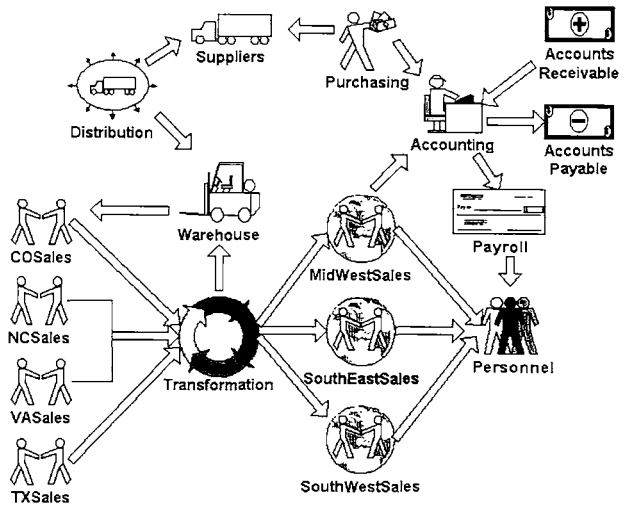 Suppliers
Purchasing
Accounts
Receivable
Distribution
Accounting
Accounts
Payable
Warehouse
COSales
MidWestSales
Payroll
NCSales
Transformation
SouthEastSales
Personnel
VASales
SouthWestSales
TXSales